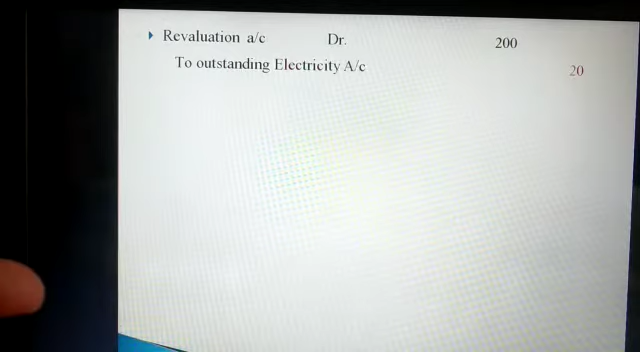 Revaluation a/c Dr. 200
To outstanding Electricity A/c 20